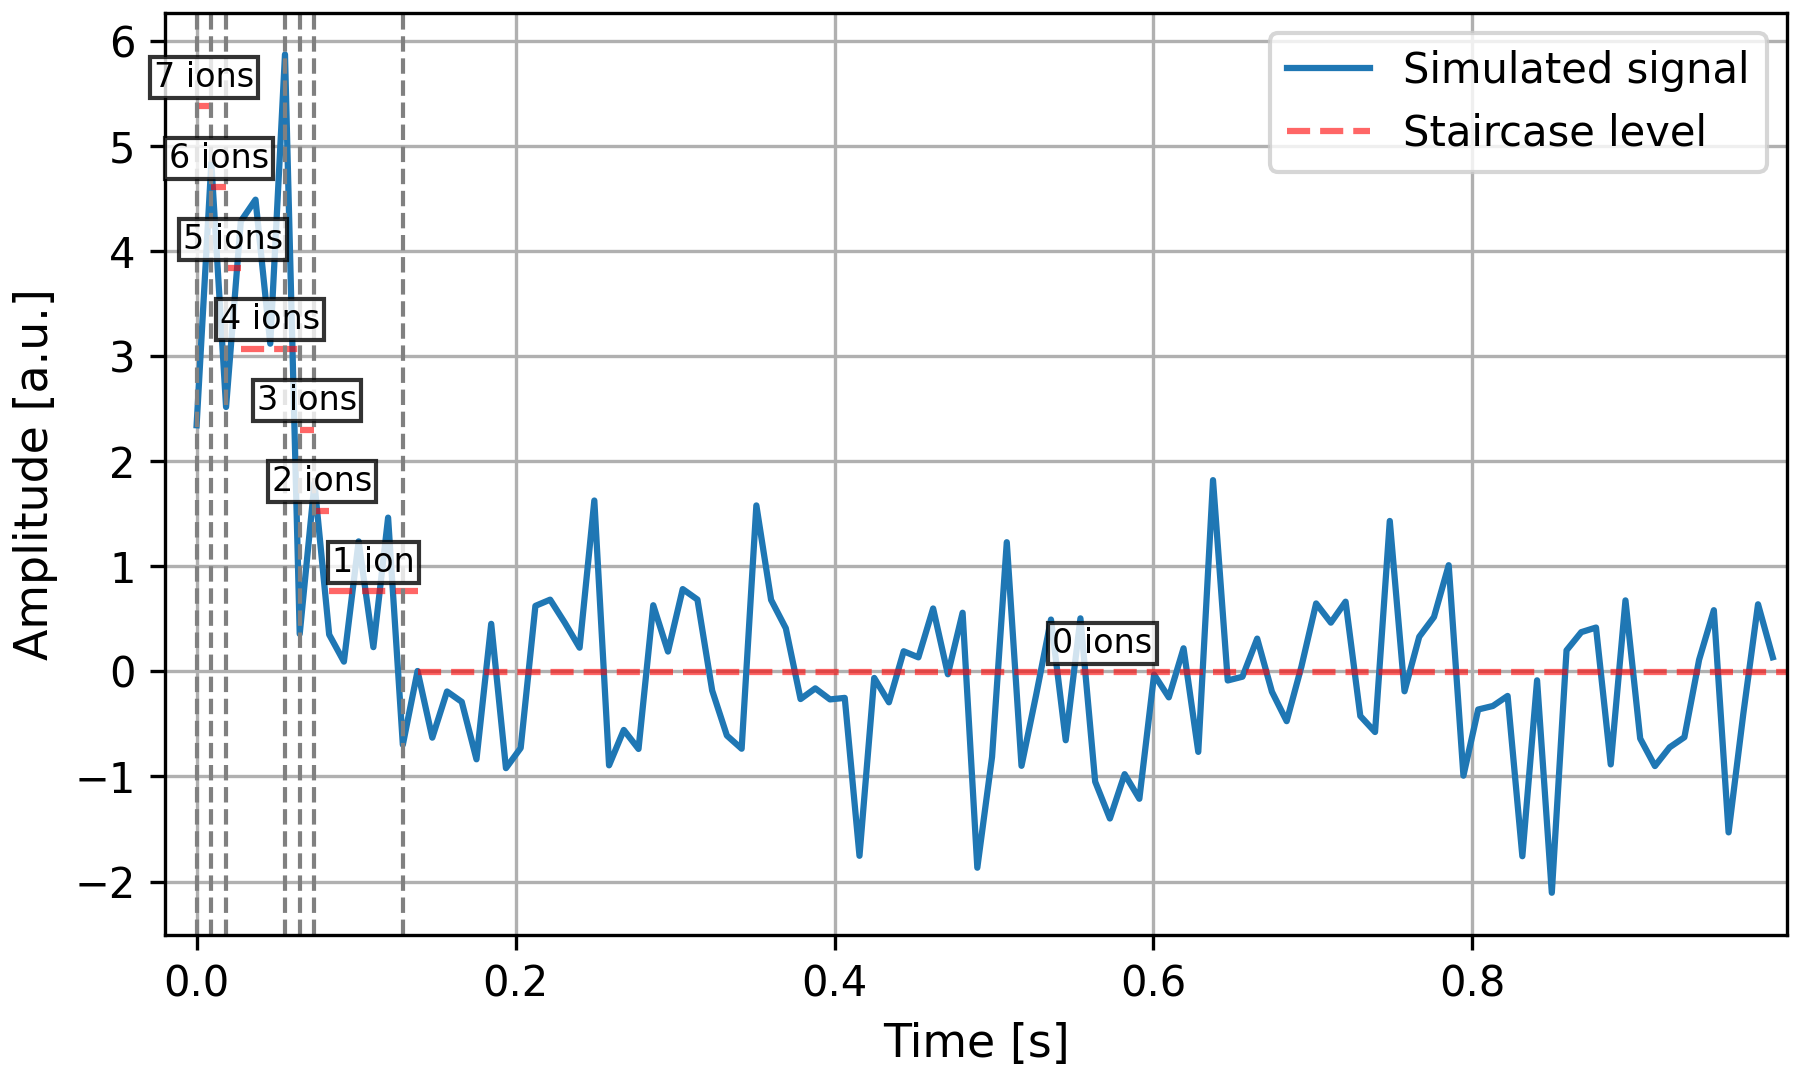 Amplitude [a.u.]
6
5
4
3
2
1
0
−1
−2
7 ions
6 ions
5 ions
4 ions
3 ions
2 ions
1 ion
0 ions
Simulated signal
Staircase level
0.0 0.2 0.4 0.6 0.8
Time [s]